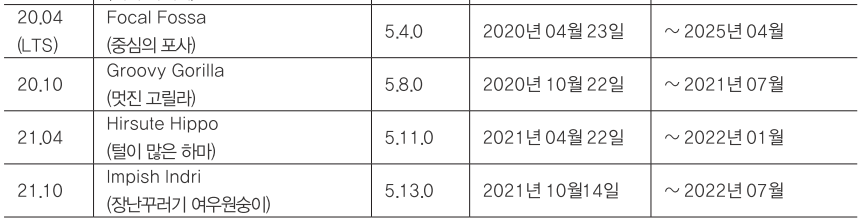 20.04
(LTS)
Focal Fossa
(중심의 포사)
5.4.0
2020년 04월 23일
~ 2025년 04월
20.10
Groovy Gorilla
(멋진 고릴라)
5.8.0
2020년 10월 22일
~ 2021년 07월
21.04
Hirsute Hippo
(털이 많은 하마)
5.11.0
2021년 04월 22일
~ 2022년 01월
21.10
Impish Indri
(장난꾸러기 여우원숭이)
5.13.0
2021년 10월14일
~ 2022년 07월